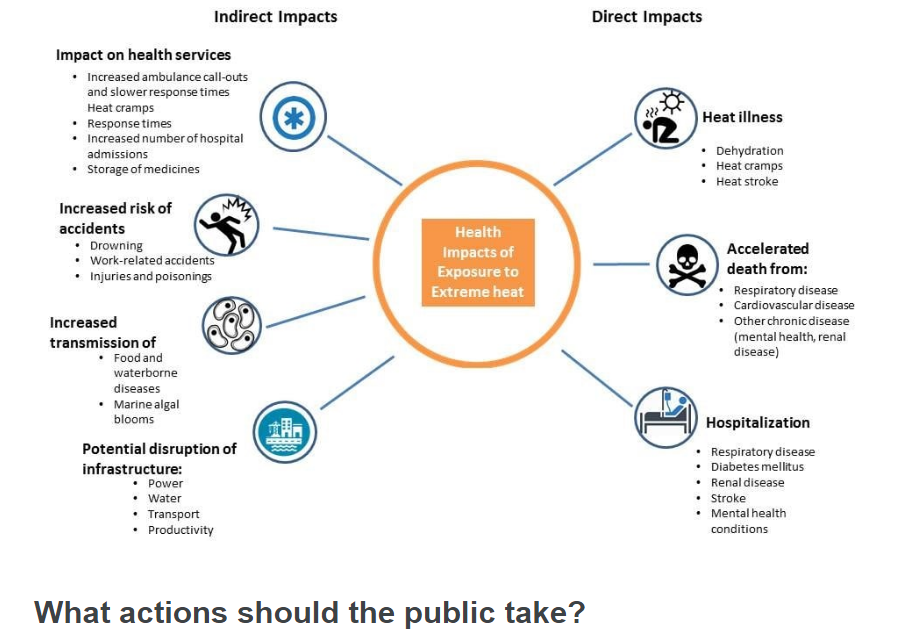 Indirect Impacts
Direct Impacts
Impact on health services
• Increased ambulance call-outs
and slower response times
Heat cramps
• Response times
• Increased number of hospital
admissions
• Storage of medicines
Increased risk of
accidents
• Drowning
• Work-related accidents
• Injuries and poisonings
Increased
transmission of
• Food and
waterborne
diseases
• Marine algal
blooms
Potential disruption of
infrastructure:
• Power
• Water
• Transport
• Productivity
Health
Impacts of
Exposure to
Extreme heat
Heat illness
• Dehydration
• Heat cramps
• Heat stroke
Accelerated
death from:
• Respiratory disease
• Cardiovascular disease
• Other chronic disease
(mental health, renal
disease)
Hospitalization
• Respiratory disease
• Diabetes mellitus
• Renal disease
• Stroke
• Mental health
conditions
What actions should the public take?